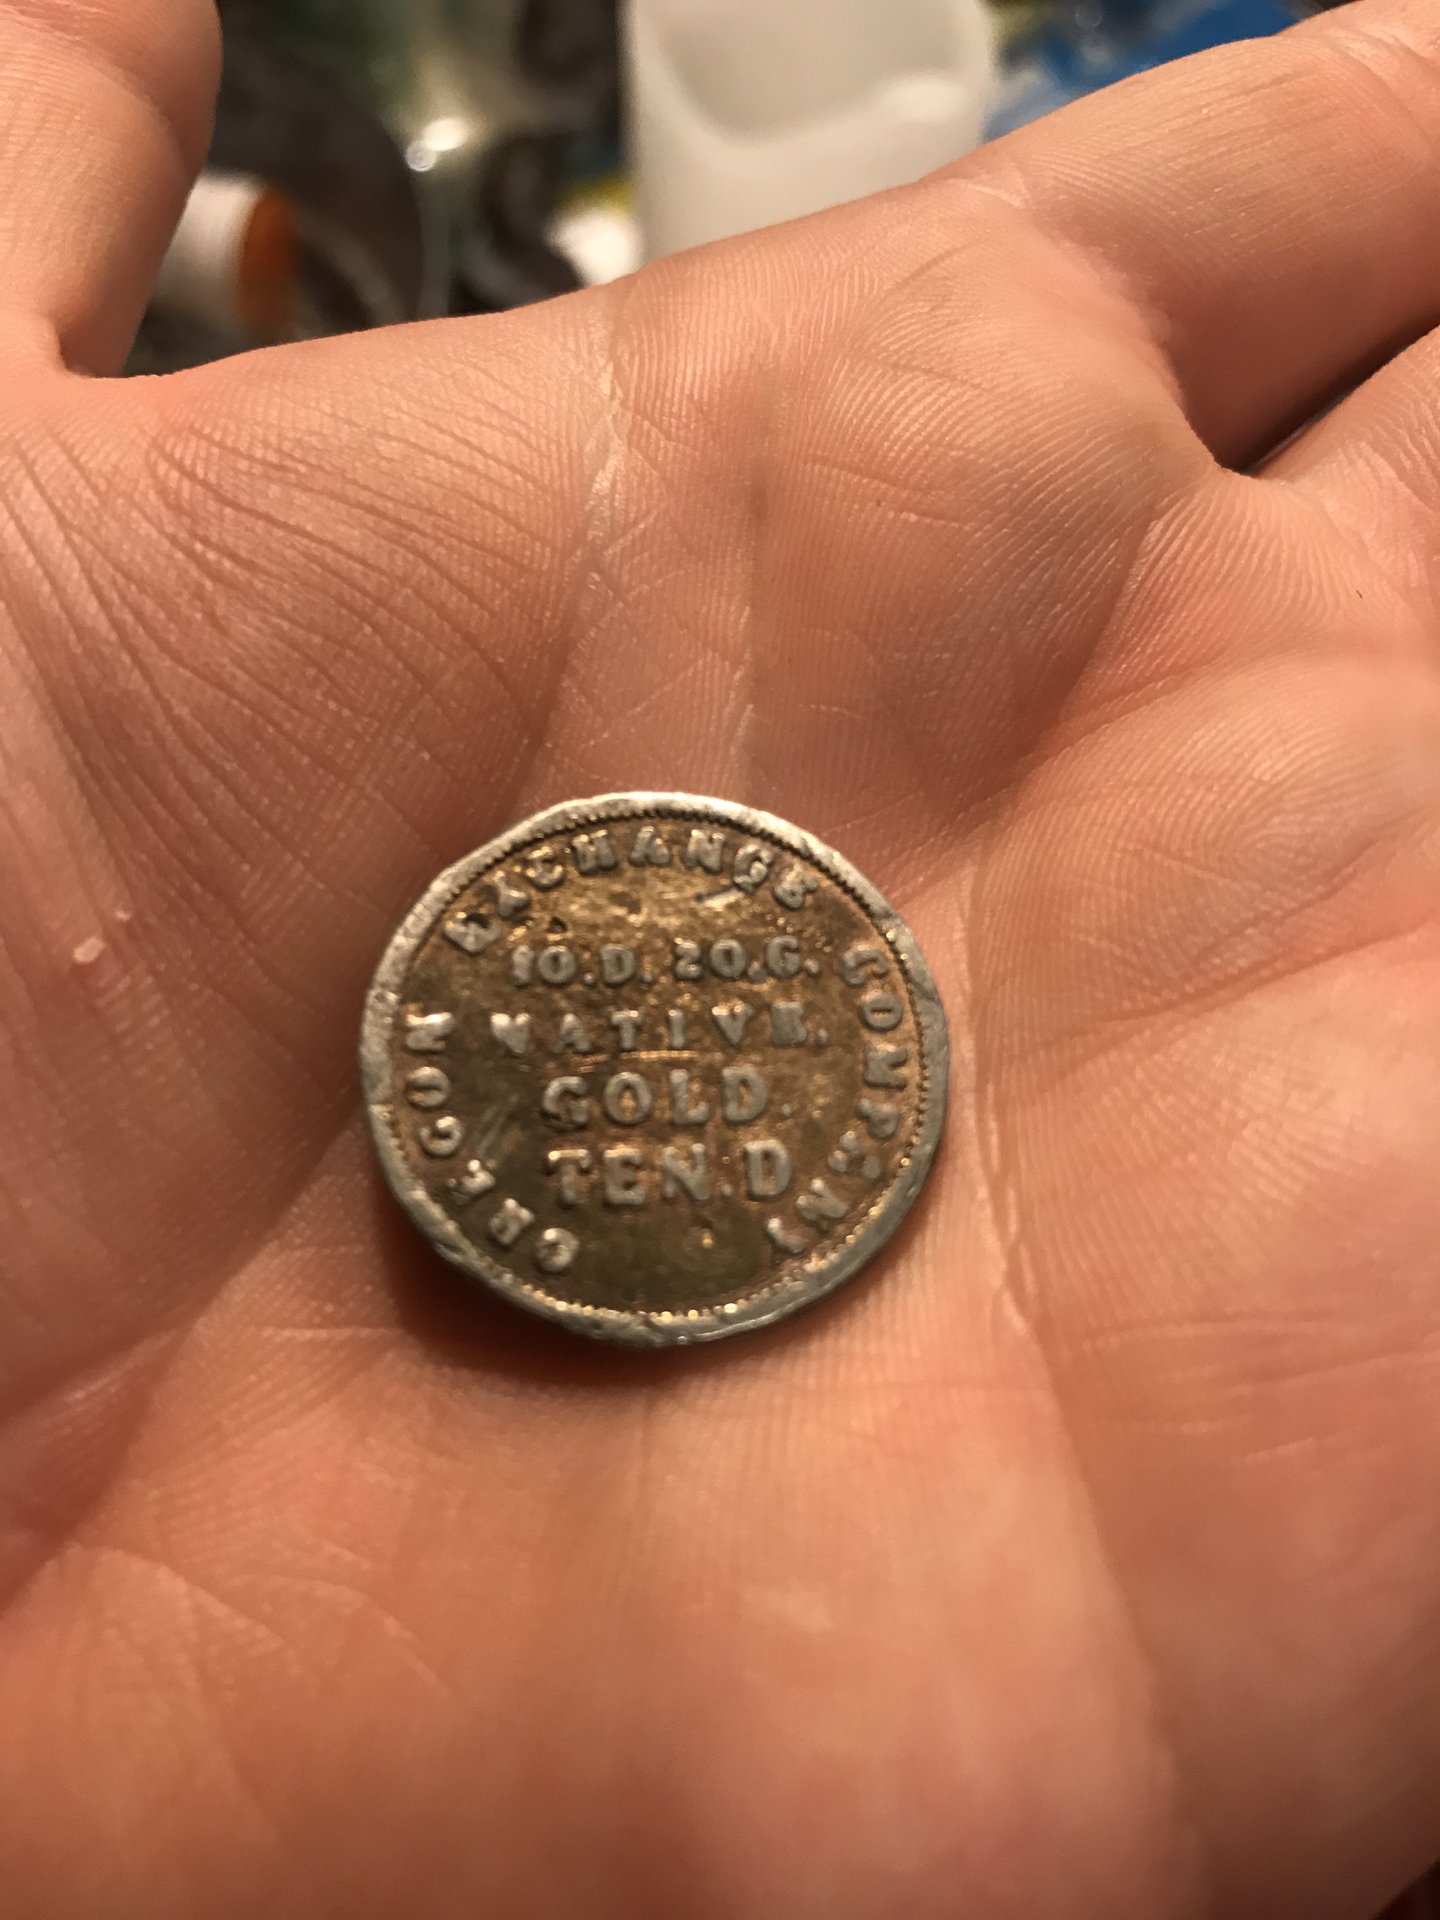 OREGON EXCHANGE COMPANY
10.D. 20.G.
NATIVE.
GOLD.
TEN.D